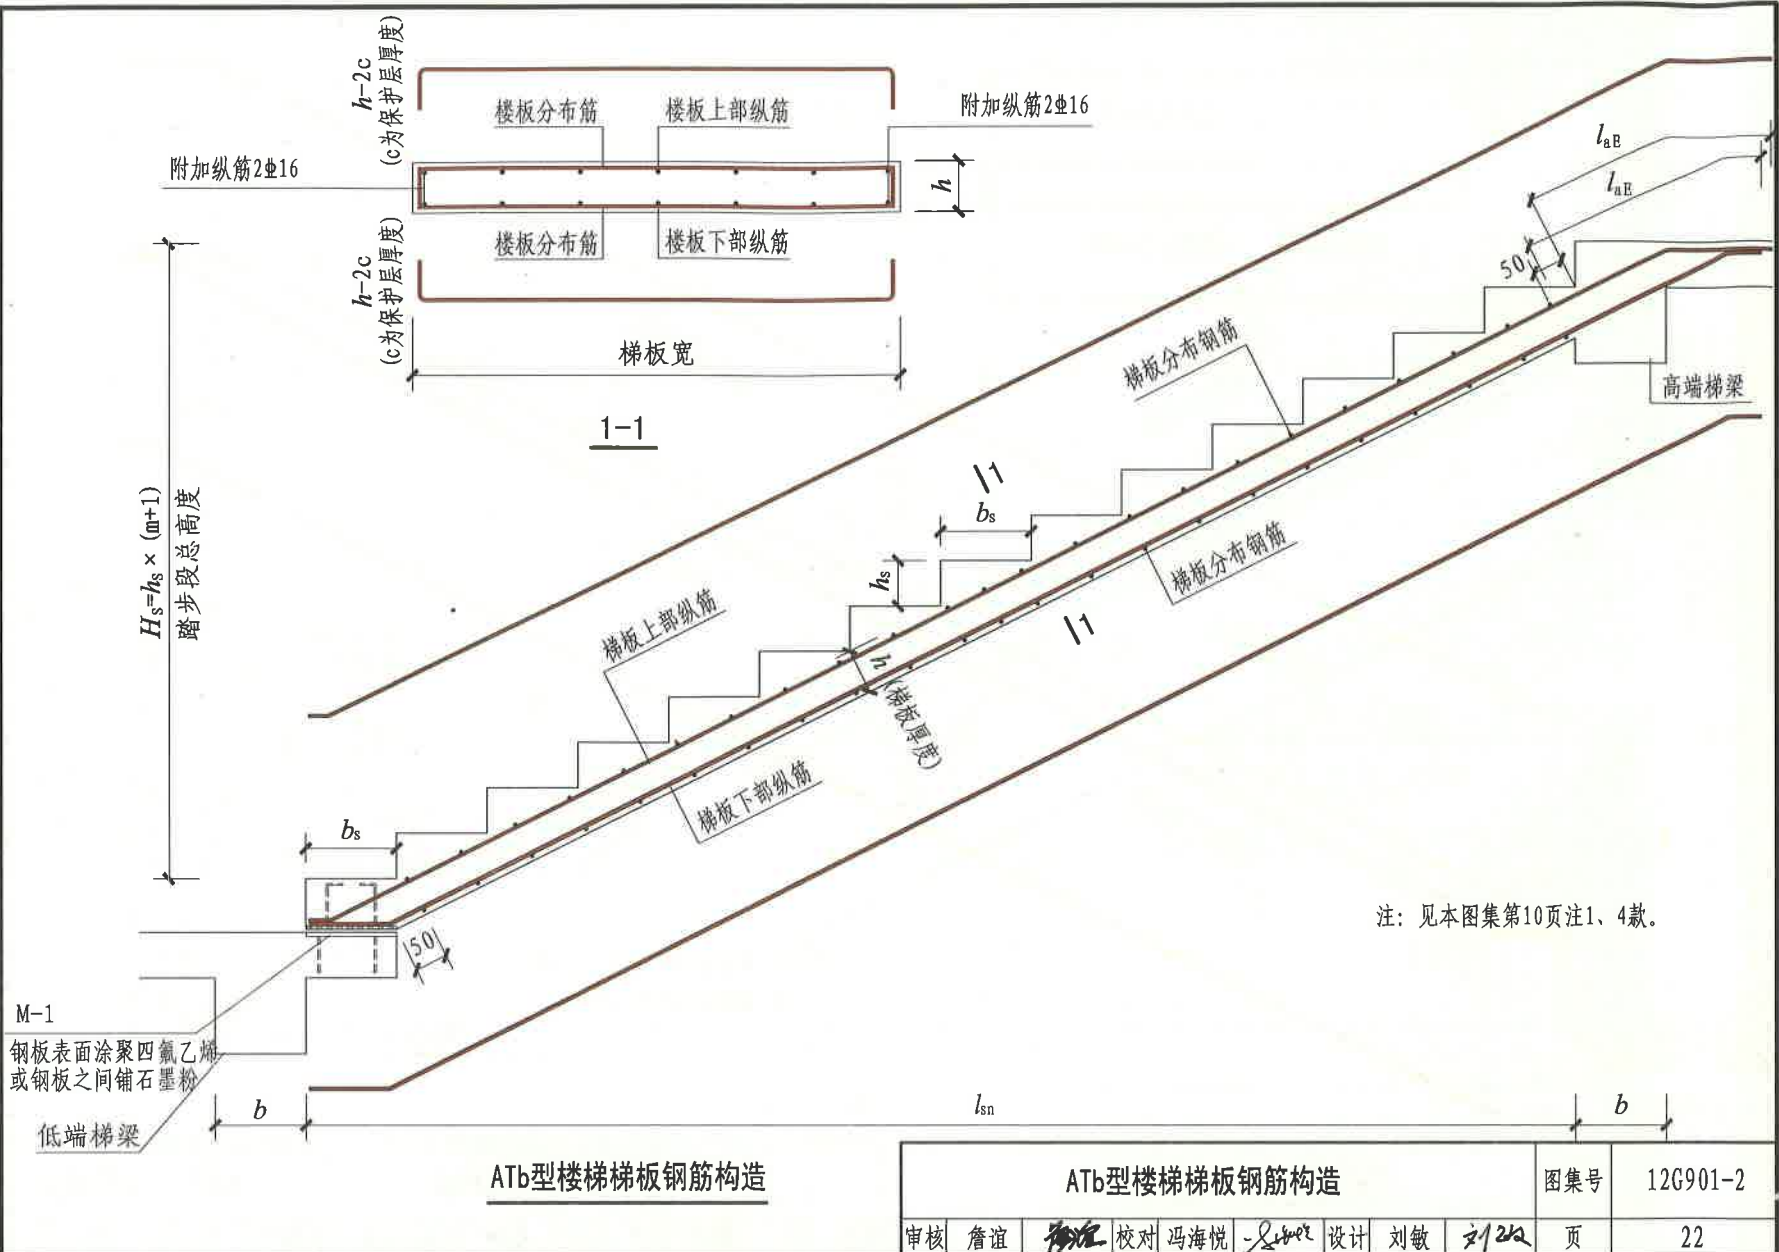 h-2c
(c为保护层厚度)
楼板分布筋
楼板上部纵筋
附加纵筋2⌀16
附加纵筋2⌀16
h
楼板分布筋
楼板下部纵筋
h-2c
(c为保护层厚度)
梯板宽
1-1
laE
laE
50
高端梯梁
梯板分布钢筋
1
bs
hs
梯板分布钢筋
1
Hs=hs×(m+1)
踏步段总高度
梯板上部纵筋
h
(梯板厚度)
梯板下部纵筋
bs
50
注: 见本图集第10页注1、4款。
M-1
钢板表面涂聚四氟乙烯
或钢板之间铺石墨粉
低端梯梁
b
lsn
b
ATb型楼梯梯板钢筋构造
ATb型楼梯梯板钢筋构造
图集号
12G901-2
审核 詹谊 校对 冯海悦 设计 刘敏 刘敏 页 22